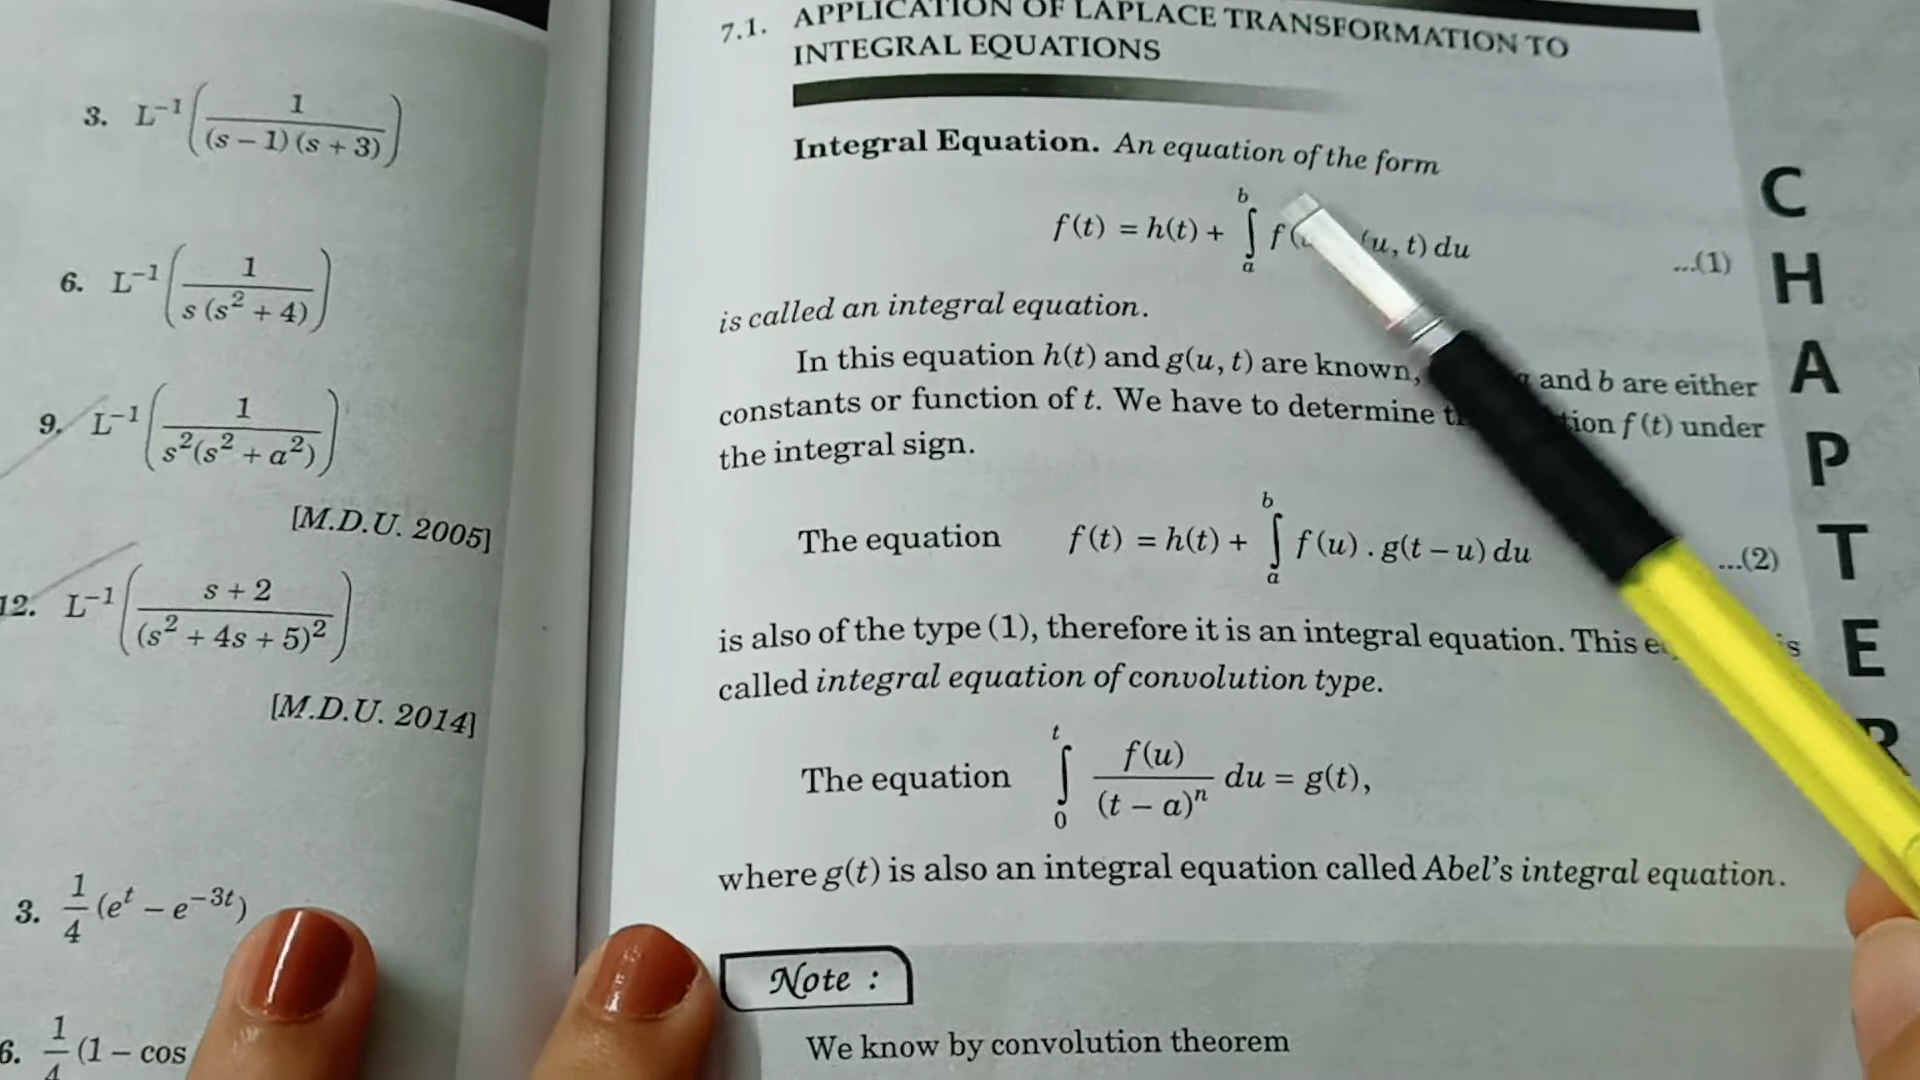 3. L⁻¹(1/((s – 1) (s + 3)))
6. L⁻¹(1/(s (s² + 4)))
9. L⁻¹(1/(s²(s² + a²)))
[M.D.U. 2005]
12. L⁻¹((s + 2)/(s² + 4s + 5)²)
[M.D.U. 2014]
3. 1/4 (eᵗ – e⁻³ᵗ)
6. 1/4 (1 – cos
7.1. APPLICATION OF LAPLACE TRANSFORMATION TO
INTEGRAL EQUATIONS
Integral Equation. An equation of the form
f(t) = h(t) + ∫ₐᵇ f( u, t) du ...(1)
is called an integral equation.
In this equation h(t) and g(u, t) are known, and b are either
constants or function of t. We have to determine f(t) under
the integral sign.
The equation f(t) = h(t) + ∫ₐᵇ f(u) . g(t – u) du ...(2)
is also of the type (1), therefore it is an integral equation. This is
called integral equation of convolution type.
The equation ∫₀ᵗ f(u)/(t – a)ⁿ du = g(t),
where g(t) is also an integral equation called Abel's integral equation.
Note :
We know by convolution theorem
CHAPTER